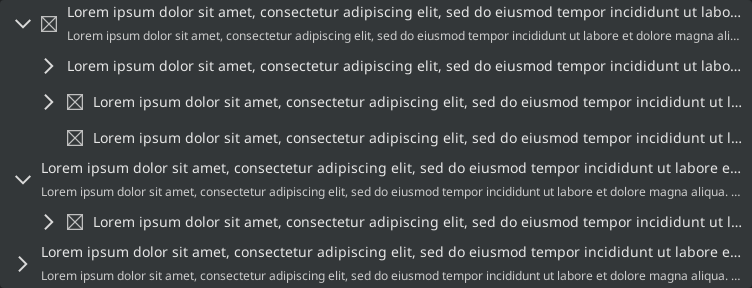 Lorem ipsum dolor sit amet, consectetur adipiscing elit, sed do eiusmod tempor incididunt ut labo...
Lorem ipsum dolor sit amet, consectetur adipiscing elit, sed do eiusmod tempor incididunt ut labore et dolore magna ali...
Lorem ipsum dolor sit amet, consectetur adipiscing elit, sed do eiusmod tempor incididunt ut labo...
Lorem ipsum dolor sit amet, consectetur adipiscing elit, sed do eiusmod tempor incididunt ut l...
Lorem ipsum dolor sit amet, consectetur adipiscing elit, sed do eiusmod tempor incididunt ut l...
Lorem ipsum dolor sit amet, consectetur adipiscing elit, sed do eiusmod tempor incididunt ut labore e...
Lorem ipsum dolor sit amet, consectetur adipiscing elit, sed do eiusmod tempor incididunt ut labore et dolore magna aliqua. ...
Lorem ipsum dolor sit amet, consectetur adipiscing elit, sed do eiusmod tempor incididunt ut l...
Lorem ipsum dolor sit amet, consectetur adipiscing elit, sed do eiusmod tempor incididunt ut labore e...
Lorem ipsum dolor sit amet, consectetur adipiscing elit, sed do eiusmod tempor incididunt ut labore et dolore magna aliqua. ...